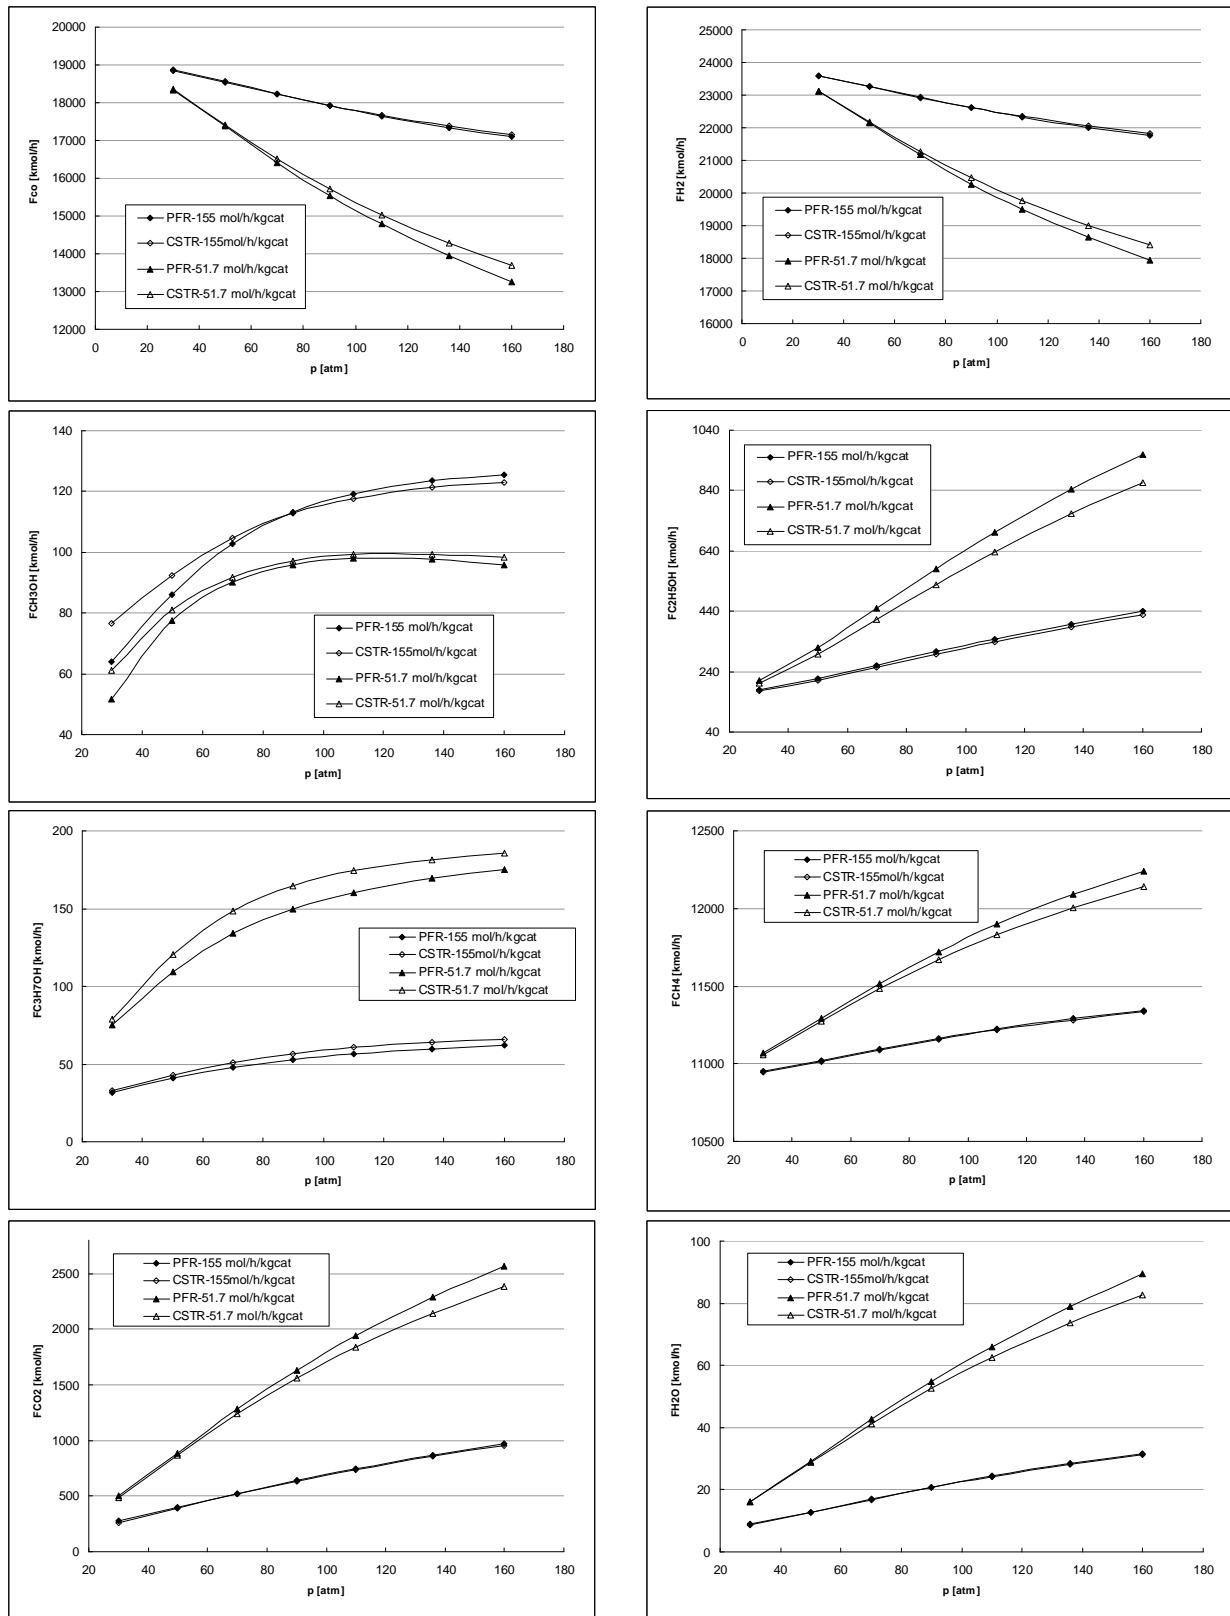 20000
19000
18000
17000
16000
15000
14000
13000
12000
Fco [kmol/h]
PFR-155 mol/h/kgcat
CSTR-155mol/h/kgcat
PFR-51.7 mol/h/kgcat
CSTR-51.7 mol/h/kgcat
0 20 40 60 80 100 120 140 160 180
p [atm]
25000
24000
23000
22000
21000
20000
19000
18000
17000
16000
FH2 [kmol/h]
PFR-155 mol/h/kgcat
CSTR-155mol/h/kgcat
PFR-51.7 mol/h/kgcat
CSTR-51.7 mol/h/kgcat
0 20 40 60 80 100 120 140 160 180
p [atm]
140
120
100
80
60
40
FCH3OH [kmol/h]
PFR-155 mol/h/kgcat
CSTR-155mol/h/kgcat
PFR-51.7 mol/h/kgcat
CSTR-51.7 mol/h/kgcat
20 40 60 80 100 120 140 160 180
p [atm]
1040
840
640
440
240
40
FC2H5OH [kmol/h]
PFR-155 mol/h/kgcat
CSTR-155mol/h/kgcat
PFR-51.7 mol/h/kgcat
CSTR-51.7 mol/h/kgcat
20 40 60 80 100 120 140 160 180
p [atm]
200
150
100
50
0
FC3H7OH [kmol/h]
PFR-155 mol/h/kgcat
CSTR-155mol/h/kgcat
PFR-51.7 mol/h/kgcat
CSTR-51.7 mol/h/kgcat
20 40 60 80 100 120 140 160 180
p [atm]
12500
12000
11500
11000
10500
FCH4 [kmol/h]
PFR-155 mol/h/kgcat
CSTR-155mol/h/kgcat
PFR-51.7 mol/h/kgcat
CSTR-51.7 mol/h/kgcat
20 40 60 80 100 120 140 160 180
p [atm]
2500
2000
1500
1000
500
0
FCO2 [kmol/h]
PFR-155 mol/h/kgcat
CSTR-155mol/h/kgcat
PFR-51.7 mol/h/kgcat
CSTR-51.7 mol/h/kgcat
20 40 60 80 100 120 140 160 180
p [atm]
100
80
60
40
20
0
FH2O [kmol/h]
PFR-155 mol/h/kgcat
CSTR-155mol/h/kgcat
PFR-51.7 mol/h/kgcat
CSTR-51.7 mol/h/kgcat
20 40 60 80 100 120 140 160 180
p [atm]